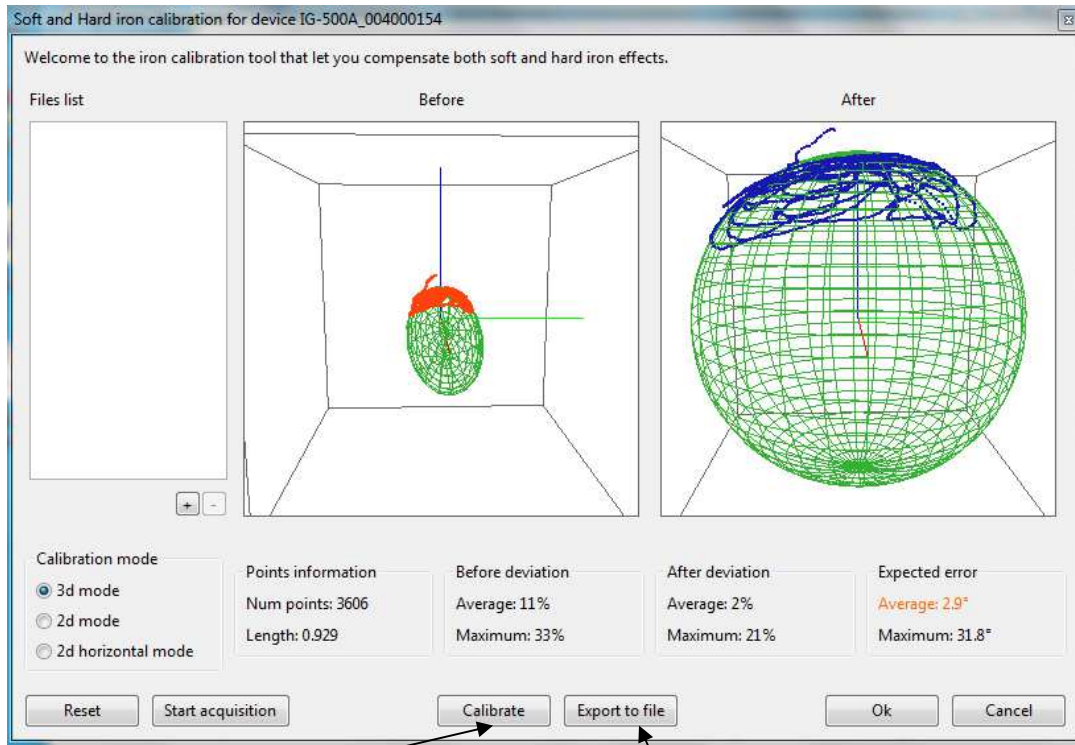 Soft and Hard iron calibration for device IG-500A_004000154
Welcome to the iron calibration tool that let you compensate both soft and hard iron effects.
Files list
Before
After
+
-
Calibration mode
3d mode
2d mode
2d horizontal mode
Points information
Num points: 3606
Length: 0.929
Before deviation
Average: 11%
Maximum: 33%
After deviation
Average: 2%
Maximum: 21%
Expected error
Average: 2.9°
Maximum: 31.8°
Reset
Start acquisition
Calibrate
Export to file
Ok
Cancel